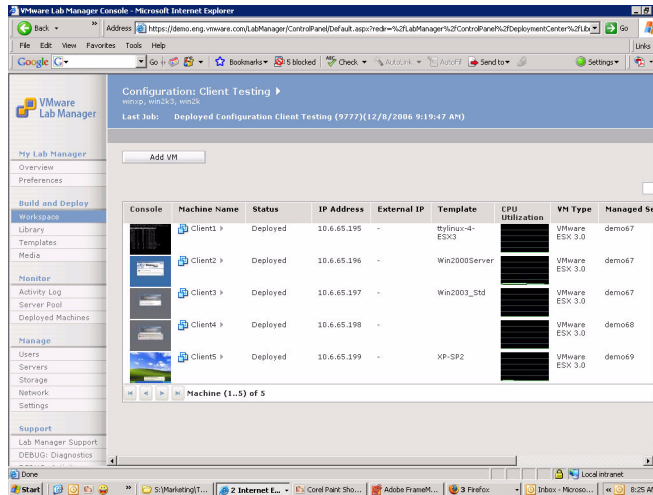 VMware Lab Manager Console - Microsoft Internet Explorer
Back
Address https://demo.eng.vmware.com/LabManager/ControlPanel/Default.aspx?redir=%2fLabManager%2fControlPanel%2fDeploymentCenter%2fLib
Go
File Edit View Favorites Tools Help
Links
Google G Go Bookmarks 5 blocked Check AutoLink AutoFill Send to Settings
VMware
Lab Manager
Configuration: Client Testing
winxp, win2k3, win2k
Last Job: Deployed Configuration Client Testing (9777)(12/8/2006 9:19:47 AM)
My Lab Manager
Overview
Preferences
Build and Deploy
Workspace
Library
Templates
Media
Monitor
Activity Log
Server Pool
Deployed Machines
Manage
Users
Servers
Storage
Network
Settings
Support
Lab Manager Support
DEBUG: Diagnostics
Add VM
Console Machine Name Status IP Address External IP Template CPU Utilization VM Type Managed Se
Client1 Deployed 10.6.65.195 - ttylinux-4-ESX3 VMware ESX 3.0 demo67
Client2 Deployed 10.6.65.196 - Win2000Server VMware ESX 3.0 demo67
Client3 Deployed 10.6.65.197 - Win2003_Std VMware ESX 3.0 demo67
Client4 Deployed 10.6.65.198 - VMware ESX 3.0 demo68
Client5 Deployed 10.6.65.199 - XP-SP2 VMware ESX 3.0 demo69
Machine (1..5) of 5
Done
Local intranet
Start S:\Marketing\T... 2 Internet E... Corel Paint Sho... Adobe FrameM... 3 Firefox Inbox - Microso... 8:25 AM